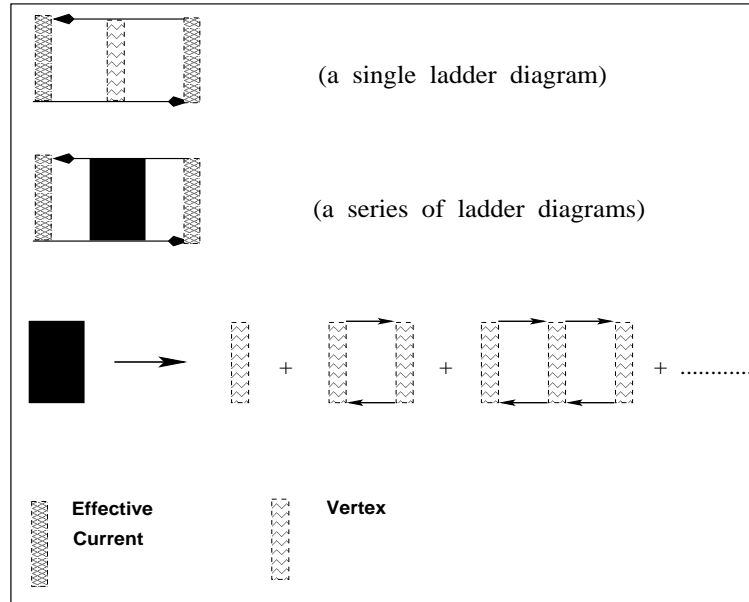 (a single ladder diagram)
(a series of ladder diagrams)
+ + + ............
Effective Vertex
Current